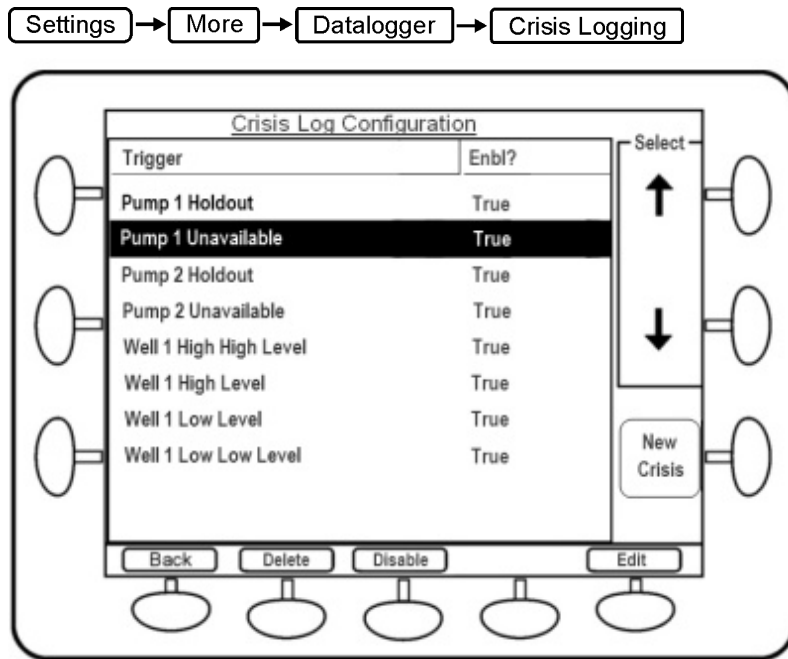 Settings More Datalogger Crisis Logging
Crisis Log Configuration
Trigger Enbl?
Select
Pump 1 Holdout True
Pump 1 Unavailable True
Pump 2 Holdout True
Pump 2 Unavailable True
Well 1 High High Level True
Well 1 High Level True
Well 1 Low Level True
Well 1 Low Low Level True
New
Crisis
Back Delete Disable Edit